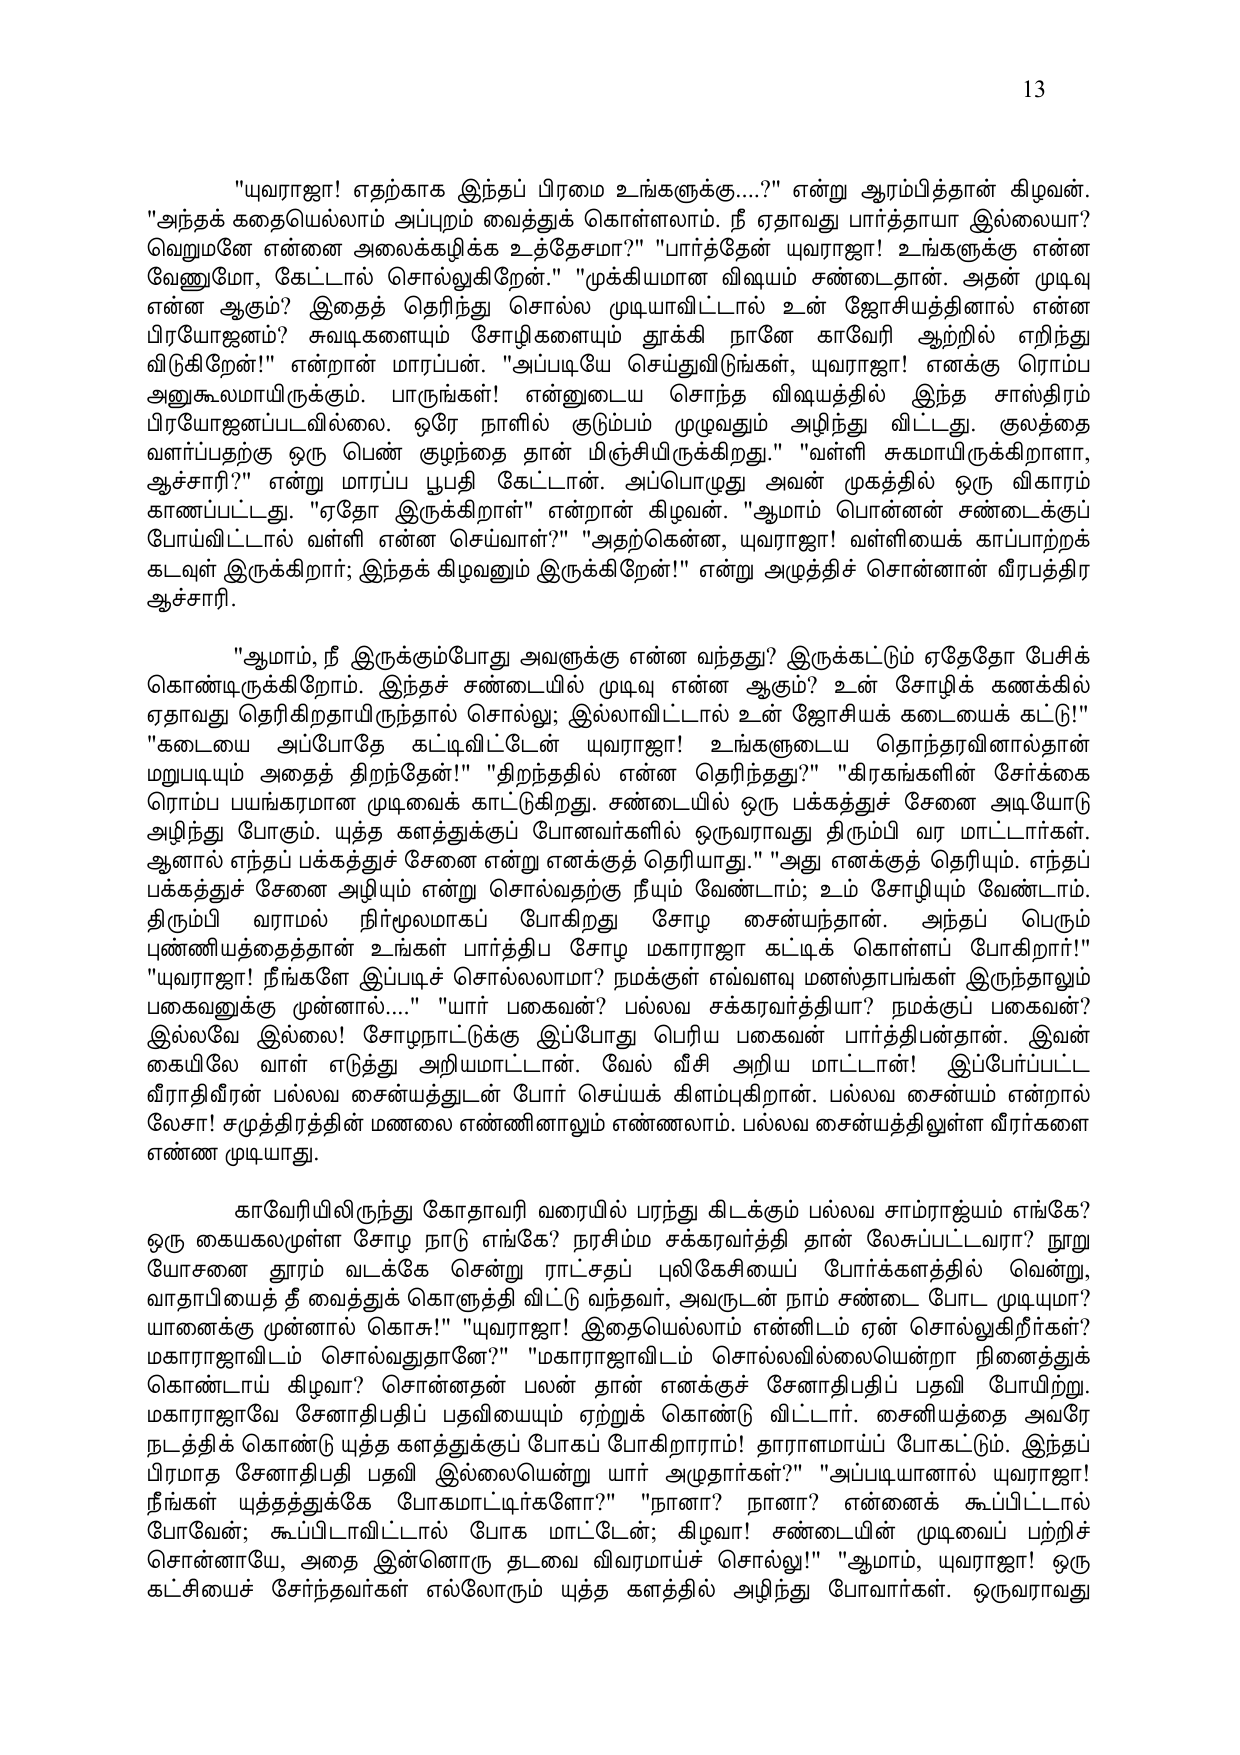 13
"யுவராஜா! எதற்காக இந்தப் பிரமை உங்களுக்கு....?" என்று ஆரம்பித்தான் கிழவன்.
"அந்தக் கதையெல்லாம் அப்புறம் வைத்துக் கொள்ளலாம். நீ ஏதாவது பார்த்தாயா இல்லையா?
வெறுமனே என்னை அலைக்கழிக்க உத்தேசமா?" "பார்த்தேன் யுவராஜா! உங்களுக்கு என்ன
வேணுமோ, கேட்டால் சொல்லுகிறேன்." "முக்கியமான விஷயம் சண்டைதான். அதன் முடிவு
என்ன ஆகும்? இதைத் தெரிந்து சொல்ல முடியாவிட்டால் உன் ஜோசியத்தினால் என்ன
பிரயோஜனம்? சுவடிகளையும் சோழிகளையும் தூக்கி நானே காவேரி ஆற்றில் எறிந்து
விடுகிறேன்!" என்றான் மாரப்பன். "அப்படியே செய்துவிடுங்கள், யுவராஜா! எனக்கு ரொம்ப
அனுகூலமாயிருக்கும். பாருங்கள்! என்னுடைய சொந்த விஷயத்தில் இந்த சாஸ்திரம்
பிரயோஜனப்படவில்லை. ஒரே நாளில் குடும்பம் முழுவதும் அழிந்து விட்டது. குலத்தை
வளர்ப்பதற்கு ஒரு பெண் குழந்தை தான் மிஞ்சியிருக்கிறது." "வள்ளி சுகமாயிருக்கிறாளா,
ஆச்சாரி?" என்று மாரப்ப பூபதி கேட்டான். அப்பொழுது அவன் முகத்தில் ஒரு விகாரம்
காணப்பட்டது. "ஏதோ இருக்கிறாள்" என்றான் கிழவன். "ஆமாம் பொன்னன் சண்டைக்குப்
போய்விட்டால் வள்ளி என்ன செய்வாள்?" "அதற்கென்ன, யுவராஜா! வள்ளியைக் காப்பாற்றக்
கடவுள் இருக்கிறார்; இந்தக் கிழவனும் இருக்கிறேன்!" என்று அழுத்திச் சொன்னான் வீரபத்திர
ஆச்சாரி.
"ஆமாம், நீ இருக்கும்போது அவளுக்கு என்ன வந்தது? இருக்கட்டும் ஏதேதோ பேசிக்
கொண்டிருக்கிறோம். இந்தச் சண்டையில் முடிவு என்ன ஆகும்? உன் சோழிக் கணக்கில்
ஏதாவது தெரிகிறதாயிருந்தால் சொல்லு; இல்லாவிட்டால் உன் ஜோசியக் கடையைக் கட்டு!"
"கடையை அப்போதே கட்டிவிட்டேன் யுவராஜா! உங்களுடைய தொந்தரவினால்தான்
மறுபடியும் அதைத் திறந்தேன்!" "திறந்ததில் என்ன தெரிந்தது?" "கிரகங்களின் சேர்க்கை
ரொம்ப பயங்கரமான முடிவைக் காட்டுகிறது. சண்டையில் ஒரு பக்கத்துச் சேனை அடியோடு
அழிந்து போகும். யுத்த களத்துக்குப் போனவர்களில் ஒருவராவது திரும்பி வர மாட்டார்கள்.
ஆனால் எந்தப் பக்கத்துச் சேனை என்று எனக்குத் தெரியாது." "அது எனக்குத் தெரியும். எந்தப்
பக்கத்துச் சேனை அழியும் என்று சொல்வதற்கு நீயும் வேண்டாம்; உம் சோழியும் வேண்டாம்.
திரும்பி வராமல் நிர்மூலமாகப் போகிறது சோழ சைன்யந்தான். அந்தப் பெரும்
புண்ணியத்தைத்தான் உங்கள் பார்த்திப சோழ மகாராஜா கட்டிக் கொள்ளப் போகிறார்!"
"யுவராஜா! நீங்களே இப்படிச் சொல்லலாமா? நமக்குள் எவ்வளவு மனஸ்தாபங்கள் இருந்தாலும்
பகைவனுக்கு முன்னால்...." "யார் பகைவன்? பல்லவ சக்கரவர்த்தியா? நமக்குப் பகைவன்?
இல்லவே இல்லை! சோழநாட்டுக்கு இப்போது பெரிய பகைவன் பார்த்திபன்தான். இவன்
கையிலே வாள் எடுத்து அறியமாட்டான். வேல் வீசி அறிய மாட்டான்! இப்பேர்ப்பட்ட
வீராதிவீரன் பல்லவ சைன்யத்துடன் போர் செய்யக் கிளம்புகிறான். பல்லவ சைன்யம் என்றால்
லேசா! சமுத்திரத்தின் மணலை எண்ணினாலும் எண்ணலாம். பல்லவ சைன்யத்திலுள்ள வீரர்களை
எண்ண முடியாது.
காவேரியிலிருந்து கோதாவரி வரையில் பரந்து கிடக்கும் பல்லவ சாம்ராஜ்யம் எங்கே?
ஒரு கையகலமுள்ள சோழ நாடு எங்கே? நரசிம்ம சக்கரவர்த்தி தான் லேசுப்பட்டவரா? நூறு
யோசனை தூரம் வடக்கே சென்று ராட்சதப் புலிகேசியைப் போர்க்களத்தில் வென்று,
வாதாபியைத் தீ வைத்துக் கொளுத்தி விட்டு வந்தவர், அவருடன் நாம் சண்டை போட முடியுமா?
யானைக்கு முன்னால் கொசு!" "யுவராஜா! இதையெல்லாம் என்னிடம் ஏன் சொல்லுகிறீர்கள்?
மகாராஜாவிடம் சொல்வதுதானே?" "மகாராஜாவிடம் சொல்லவில்லையென்றா நினைத்துக்
கொண்டாய் கிழவா? சொன்னதன் பலன் தான் எனக்குச் சேனாதிபதிப் பதவி போயிற்று.
மகாராஜாவே சேனாதிபதிப் பதவியையும் ஏற்றுக் கொண்டு விட்டார். சைனியத்தை அவரே
நடத்திக் கொண்டு யுத்த களத்துக்குப் போகப் போகிறாராம்! தாராளமாய்ப் போகட்டும். இந்தப்
பிரமாத சேனாதிபதி பதவி இல்லையென்று யார் அழுதார்கள்?" "அப்படியானால் யுவராஜா!
நீங்கள் யுத்தத்துக்கே போகமாட்டிர்களோ?" "நானா? நானா? என்னைக் கூப்பிட்டால்
போவேன்; கூப்பிடாவிட்டால் போக மாட்டேன்; கிழவா! சண்டையின் முடிவைப் பற்றிச்
சொன்னாயே, அதை இன்னொரு தடவை விவரமாய்ச் சொல்லு!" "ஆமாம், யுவராஜா! ஒரு
கட்சியைச் சேர்ந்தவர்கள் எல்லோரும் யுத்த களத்தில் அழிந்து போவார்கள். ஒருவராவது